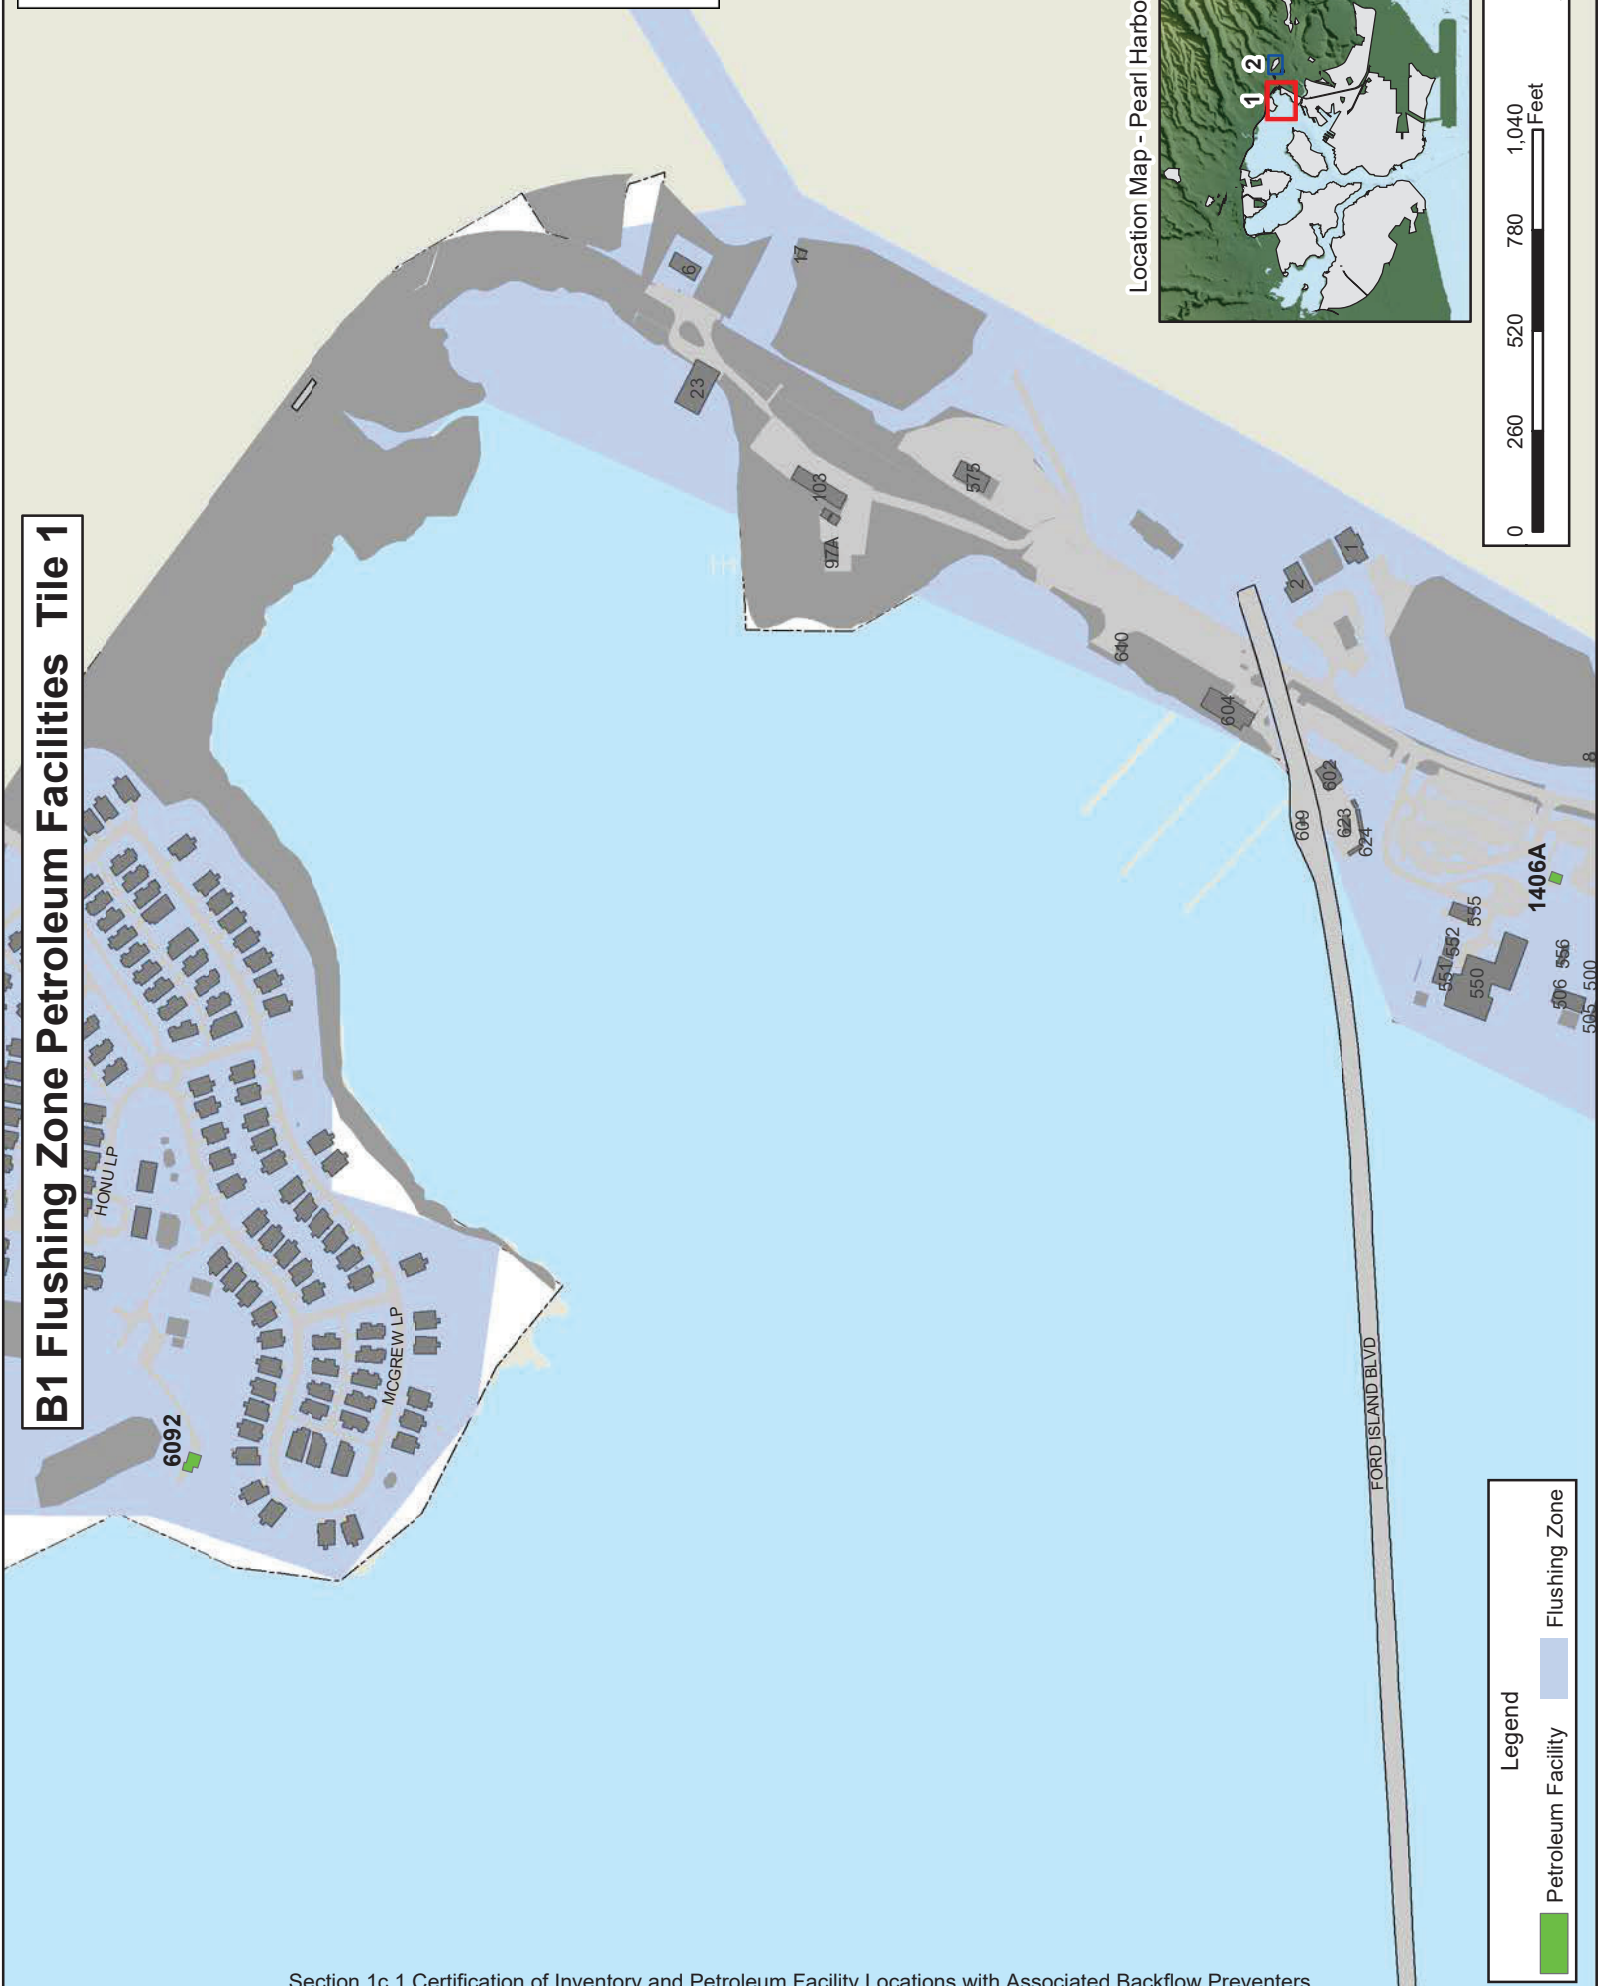 B1 Flushing Zone Petroleum Facilities Tile 1
HONU LP
6092
MCGREW LP
6
17
23
103
97A
575
1
2
610
604
602
609
623
624
8
1406A
555
552
551
550
556
506
500
505
FORD ISLAND BLVD
Location Map - Pearl Harbo
1
2
0 260 520 780 1,040
Feet
Legend
Petroleum Facility
Flushing Zone
Section 1c.1 Certification of Inventory and Petroleum Facility Locations with Associated Backflow Preventers